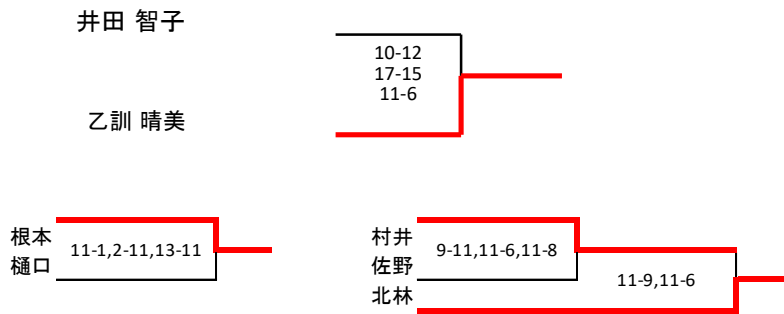 井田 智子
10-12
17-15
11-6
乙訓 晴美
根本
樋口
11-1,2-11,13-11
村井
佐野
北林
9-11,11-6,11-8
11-9,11-6